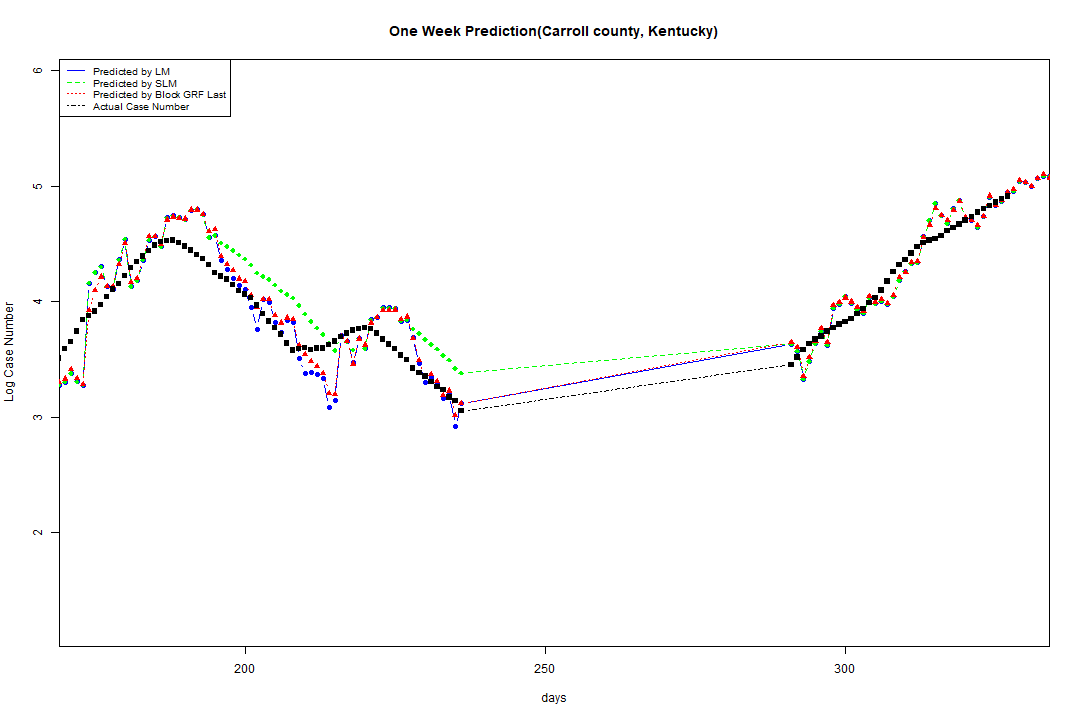 One Week Prediction(Carroll county, Kentucky)
Predicted by LM
Predicted by SLM
Predicted by Block GRF Last
Actual Case Number
6
5
4
3
2
Log Case Number
200 250 300
days